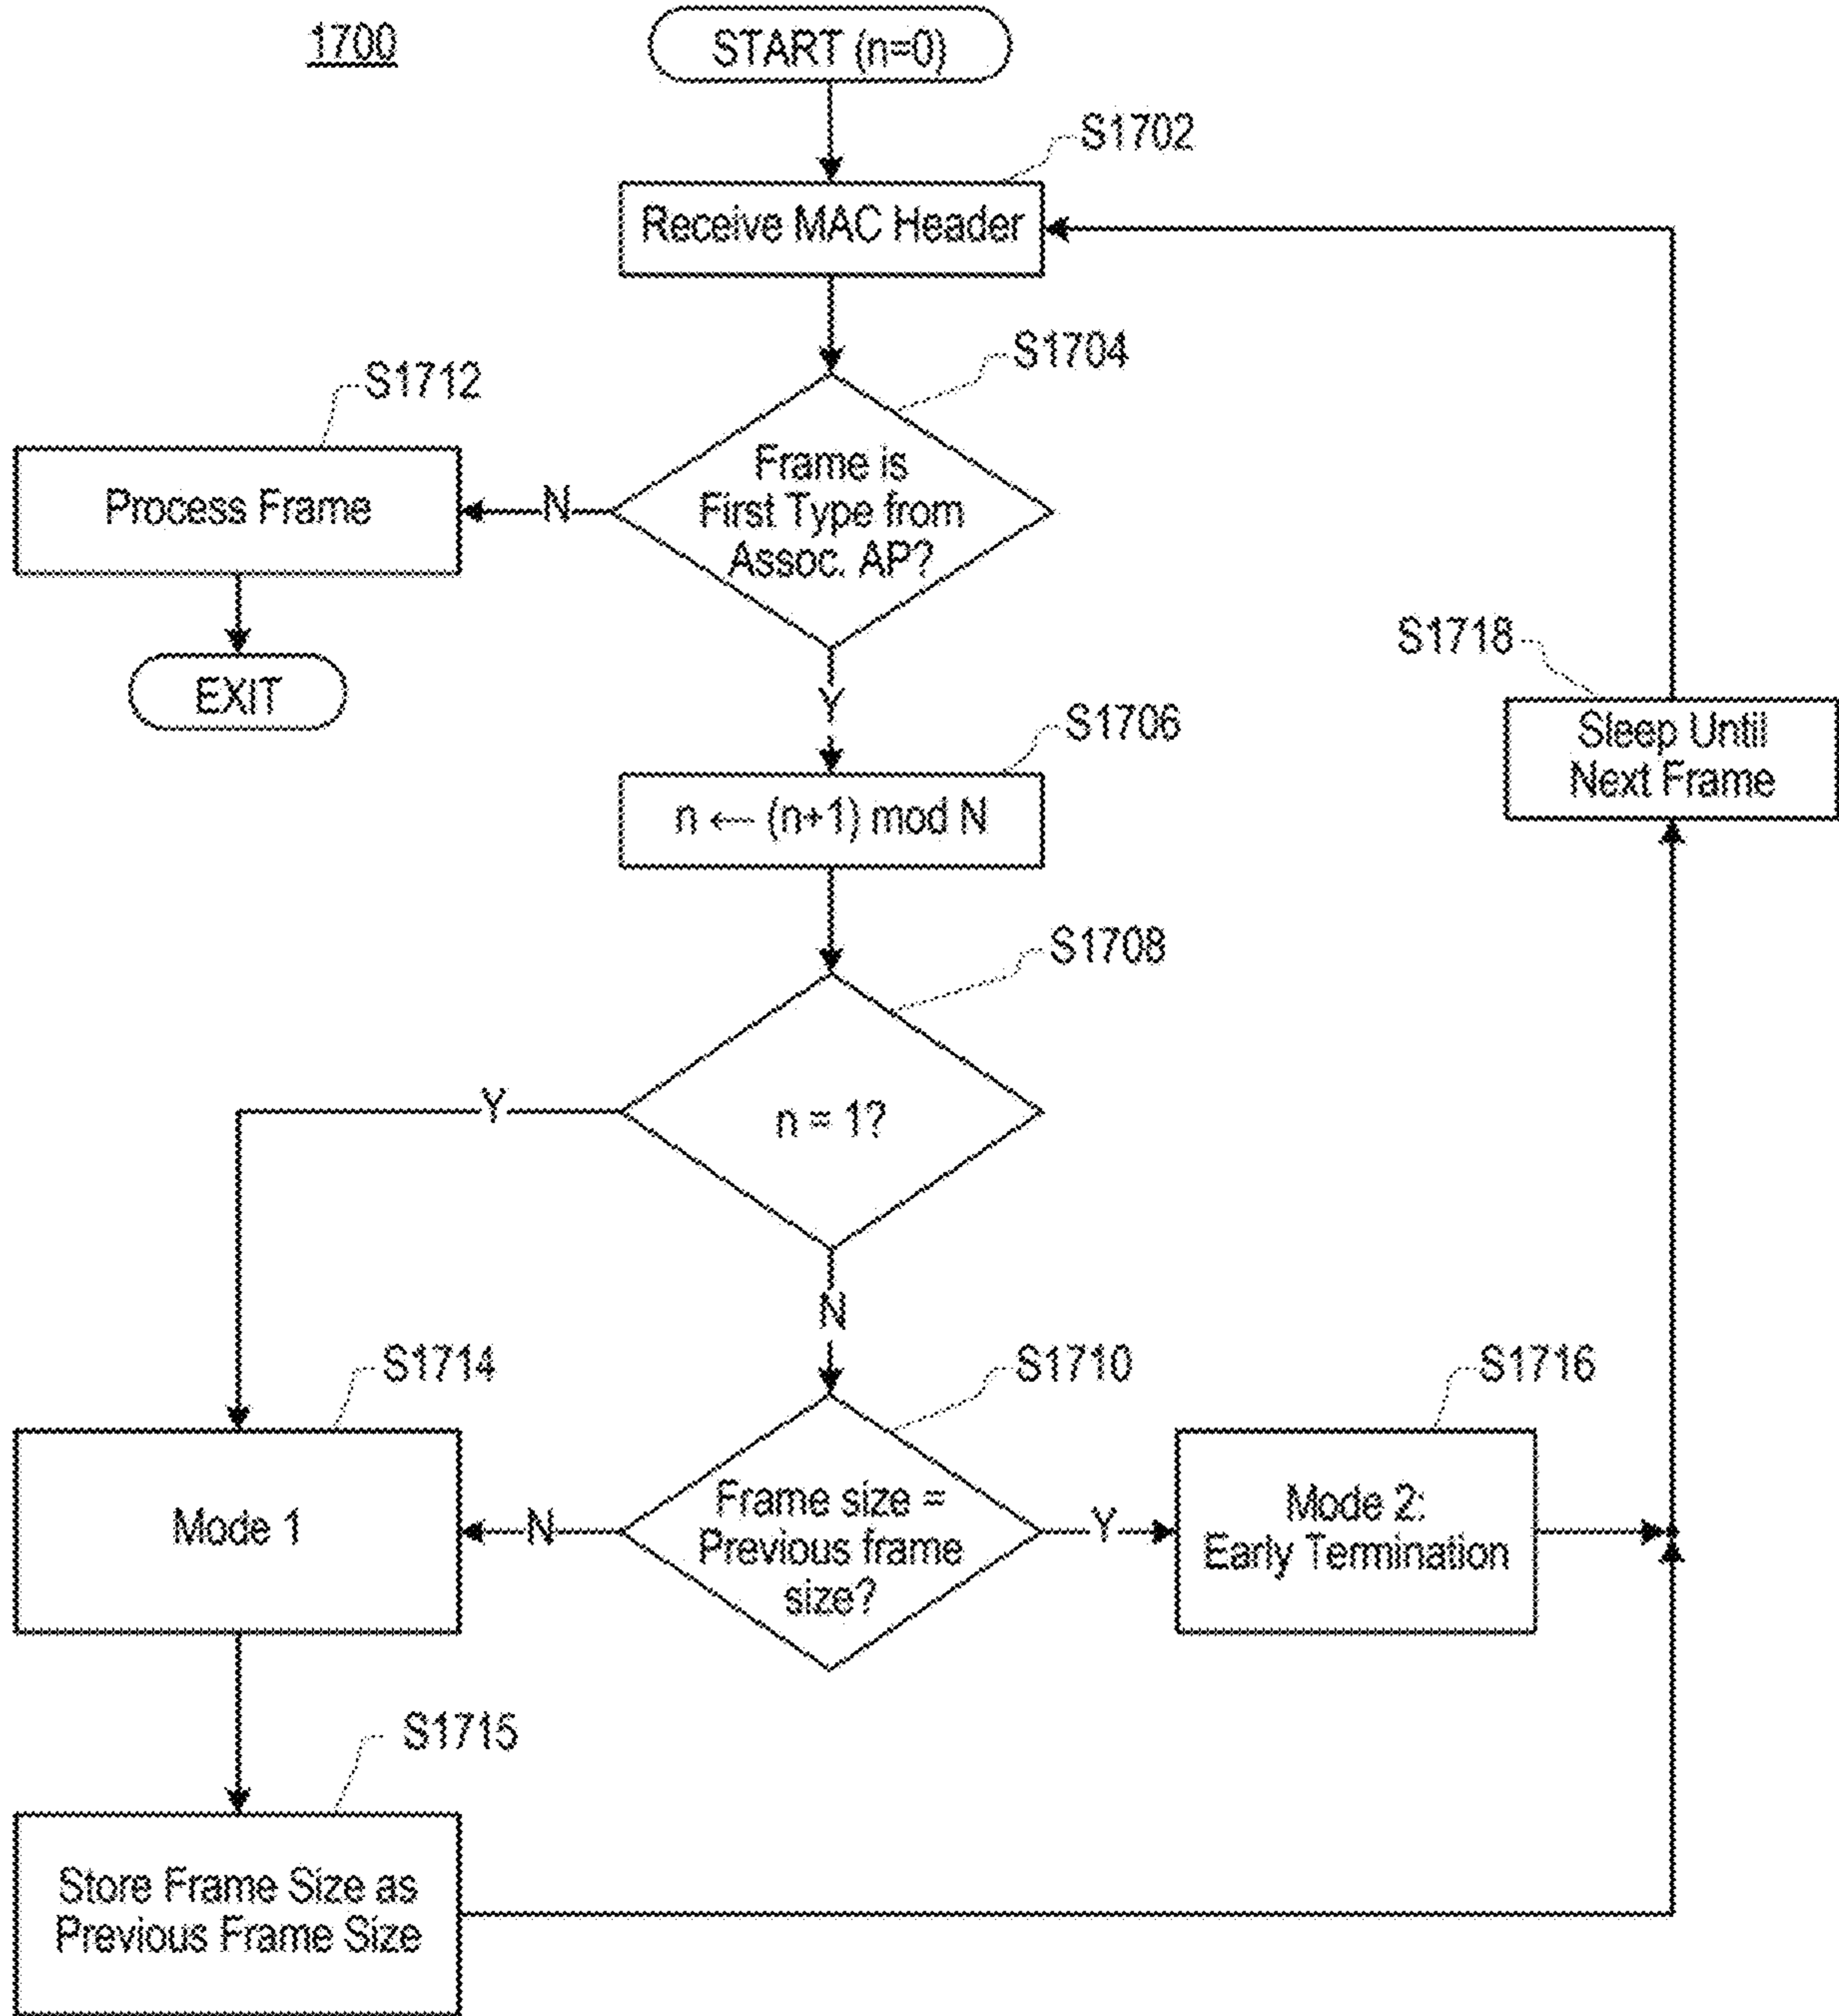 1700
START (n=0)
S1702
Receive MAC Header
S1704
S1712
Frame is
First Type from
Assoc. AP?
N
Process Frame
EXIT
Y
S1718
Sleep Until
Next Frame
S1706
n ← (n+1) mod N
S1708
n = 1?
Y
N
S1714
Mode 1
S1710
Frame size =
Previous frame
size?
N
Y
S1716
Mode 2:
Early Termination
S1715
Store Frame Size as
Previous Frame Size